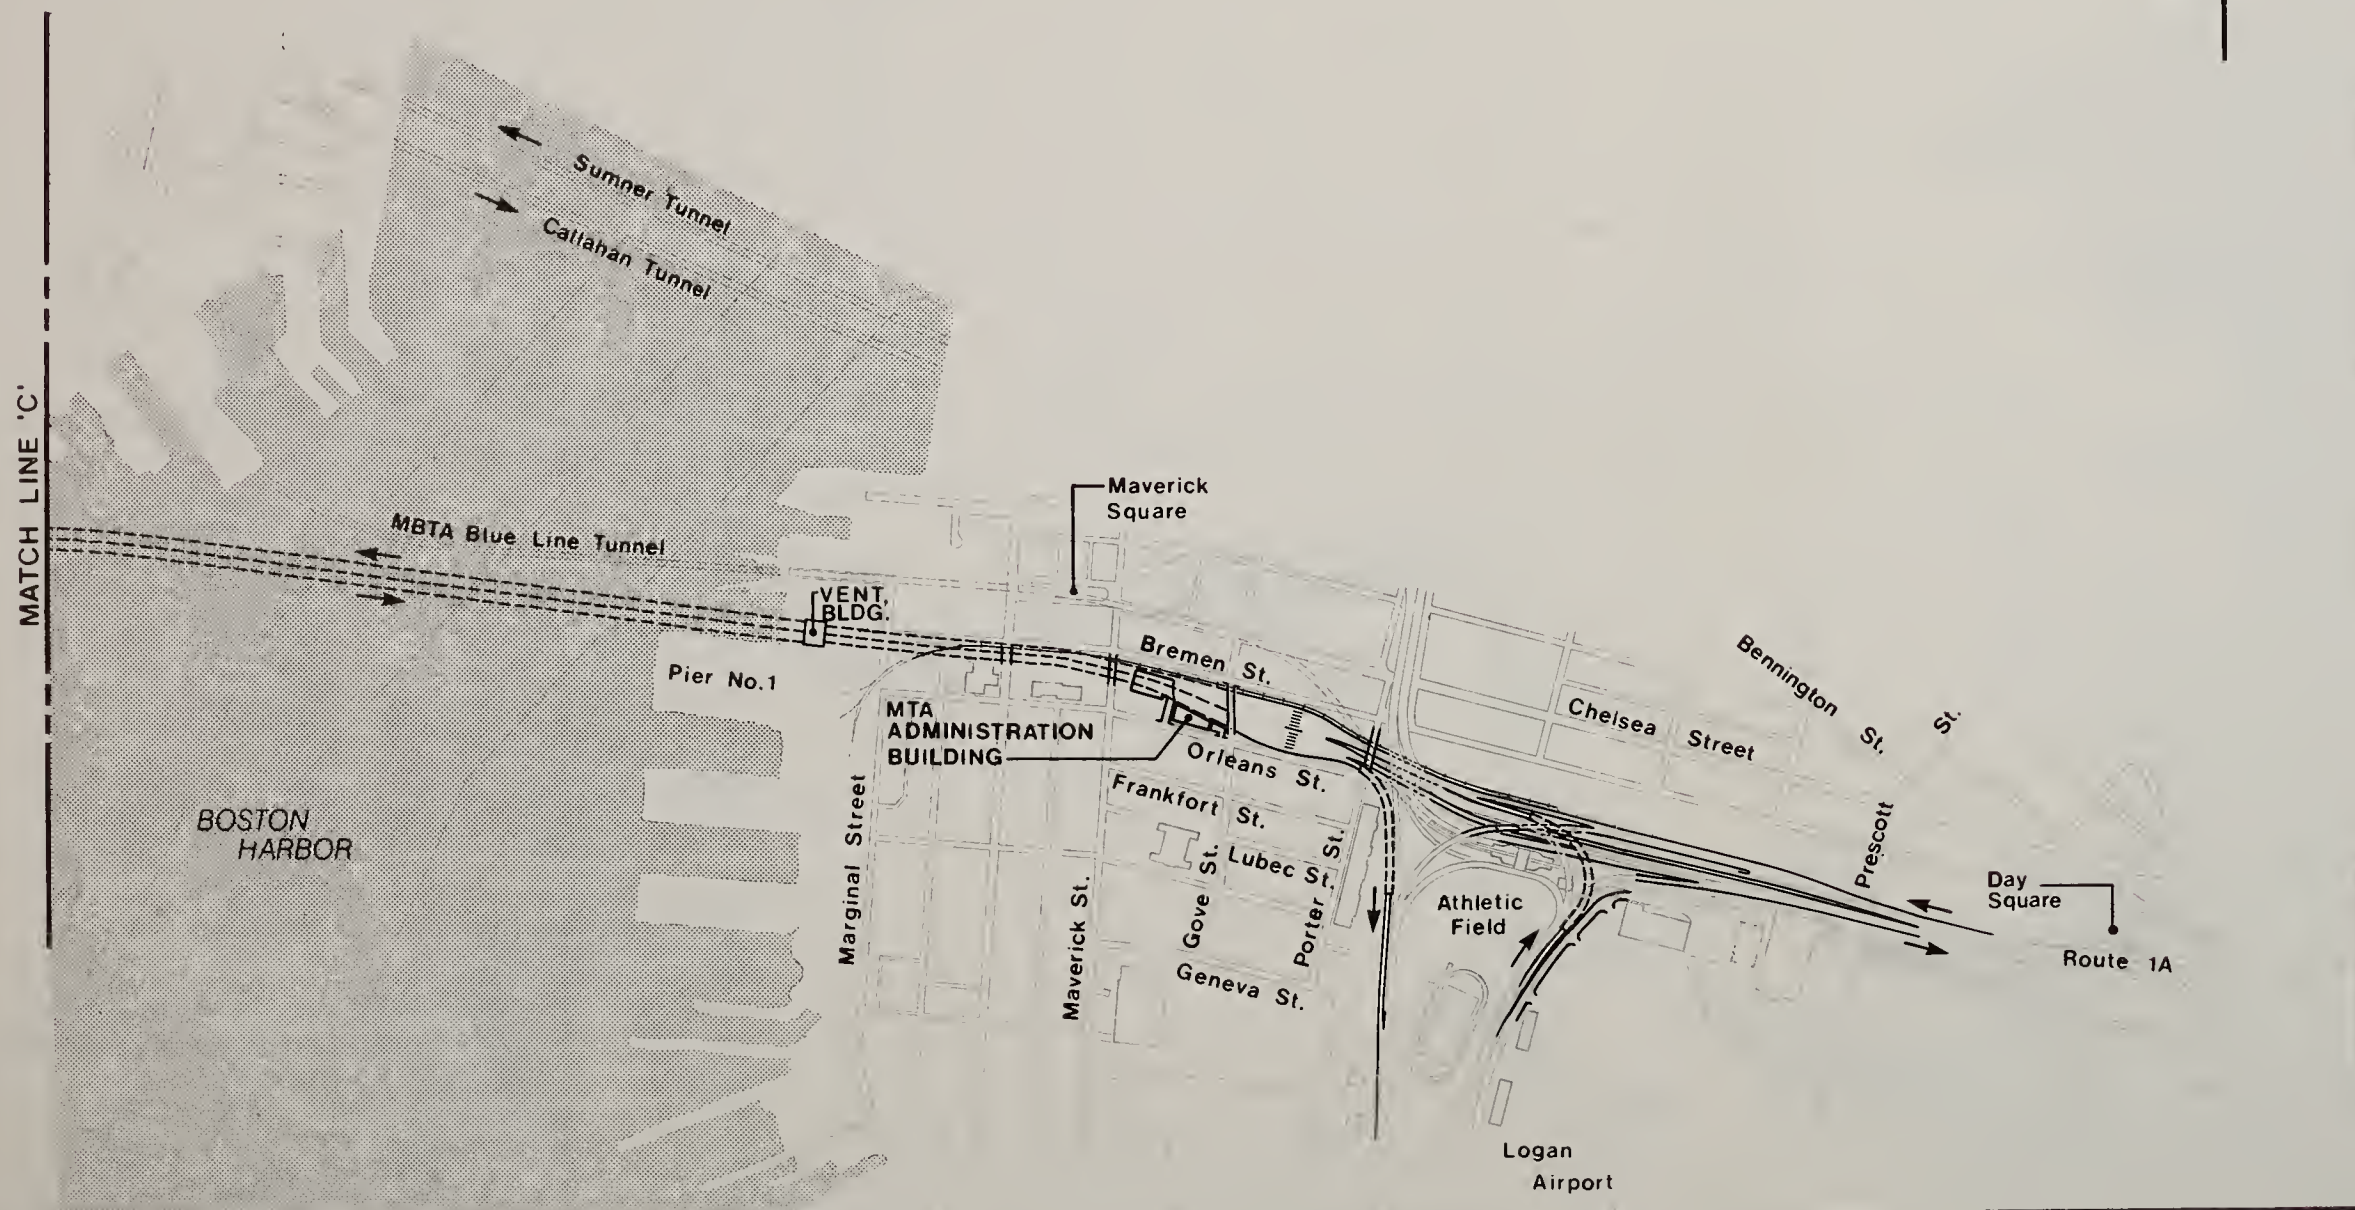 Sumner Tunnel
Callahan Tunnel
MATCH LINE 'C'
MBTA Blue Line Tunnel
Maverick
Square
VENT.
BLDG.
Pier No.1
Bremen St.
MTA
ADMINISTRATION
BUILDING
Orleans St.
Frankfort St.
Lubec St.
Geneva St.
Marginal Street
Maverick St.
Gove St.
Porter St.
BOSTON
HARBOR
Bennington St.
Chelsea Street
Prescott St.
Athletic
Field
Day
Square
Route 1A
Logan
Airport